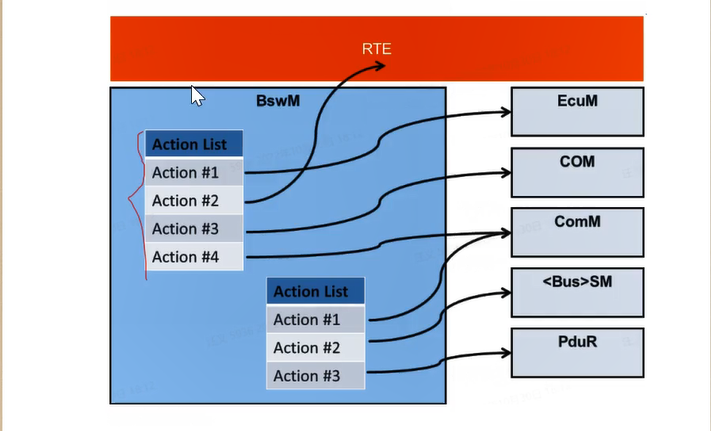 RTE
BswM
Action List
Action #1
Action #2
Action #3
Action #4
Action List
Action #1
Action #2
Action #3
EcuM
COM
ComM
<Bus>SM
PduR